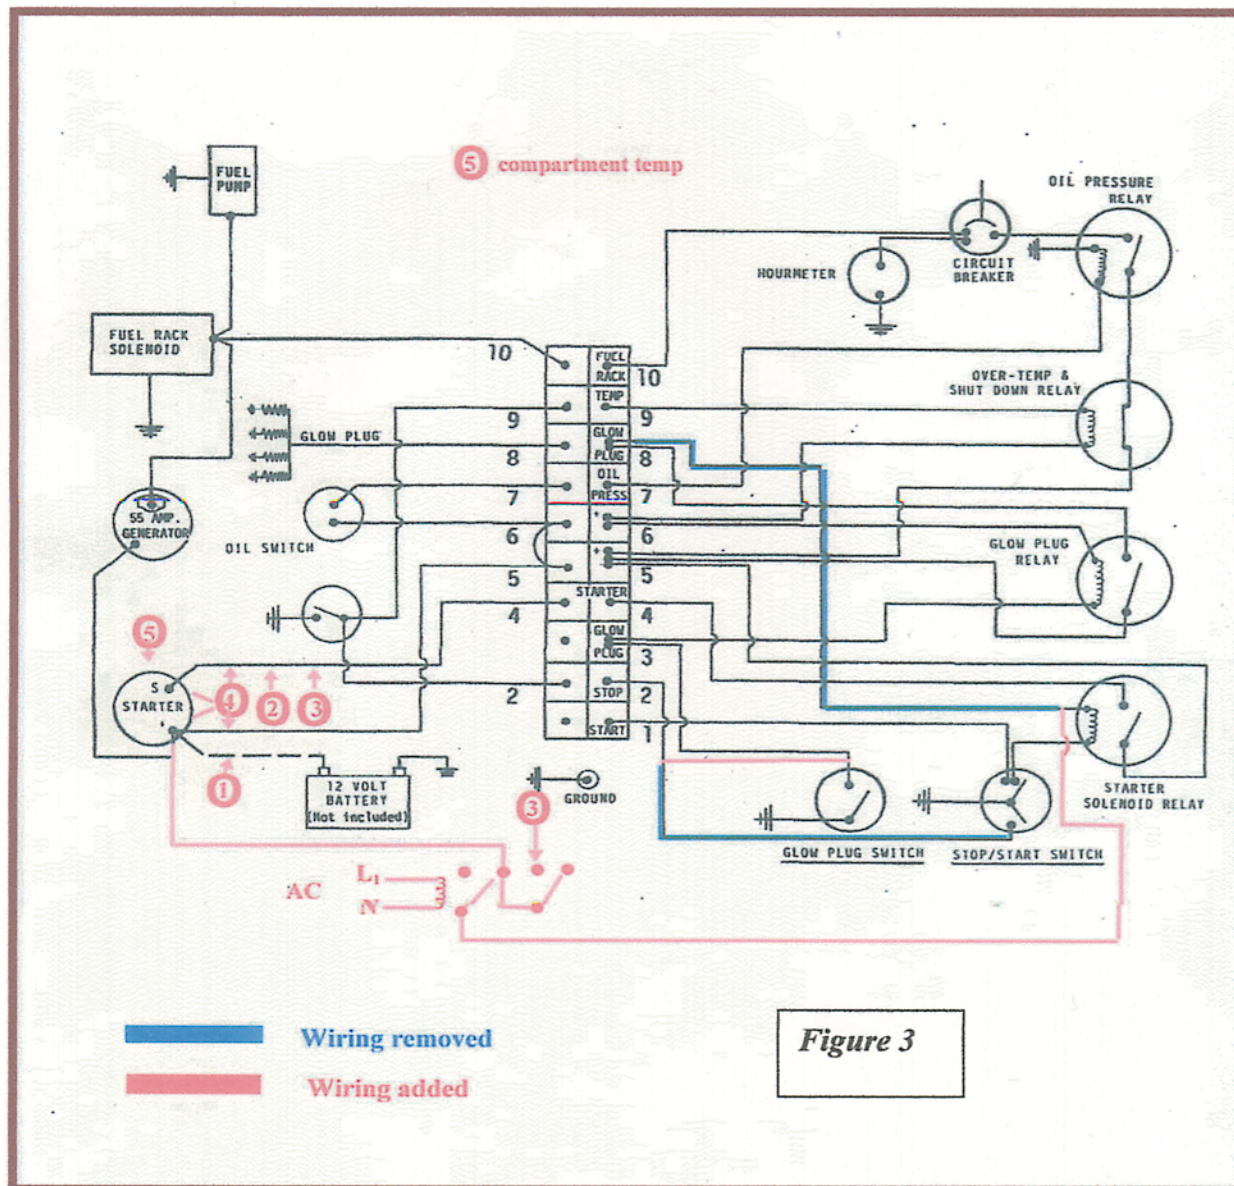 5 compartment temp
FUEL
PUMP
OIL PRESSURE
RELAY
HOURMETER
CIRCUIT
BREAKER
FUEL RACK
SOLENOID
10
FUEL
RACK
10
OVER-TEMP &
SHUT DOWN RELAY
9
TEMP
9
GLOW PLUG
8
GLOW
PLUG
8
7
OIL
PRESS
7
55 AMP.
GENERATOR
OIL SWITCH
6
+
6
GLOW PLUG
RELAY
5
+
5
4
STARTER
4
GLOW
PLUG
3
2
STOP
2
START
1
5
S
STARTER
4
2
3
1
12 VOLT
BATTERY
(Not included)
GROUND
3
STARTER
SOLENOID RELAY
GLOW PLUG SWITCH
STOP/START SWITCH
AC
L1
N
Wiring removed
Wiring added
Figure 3